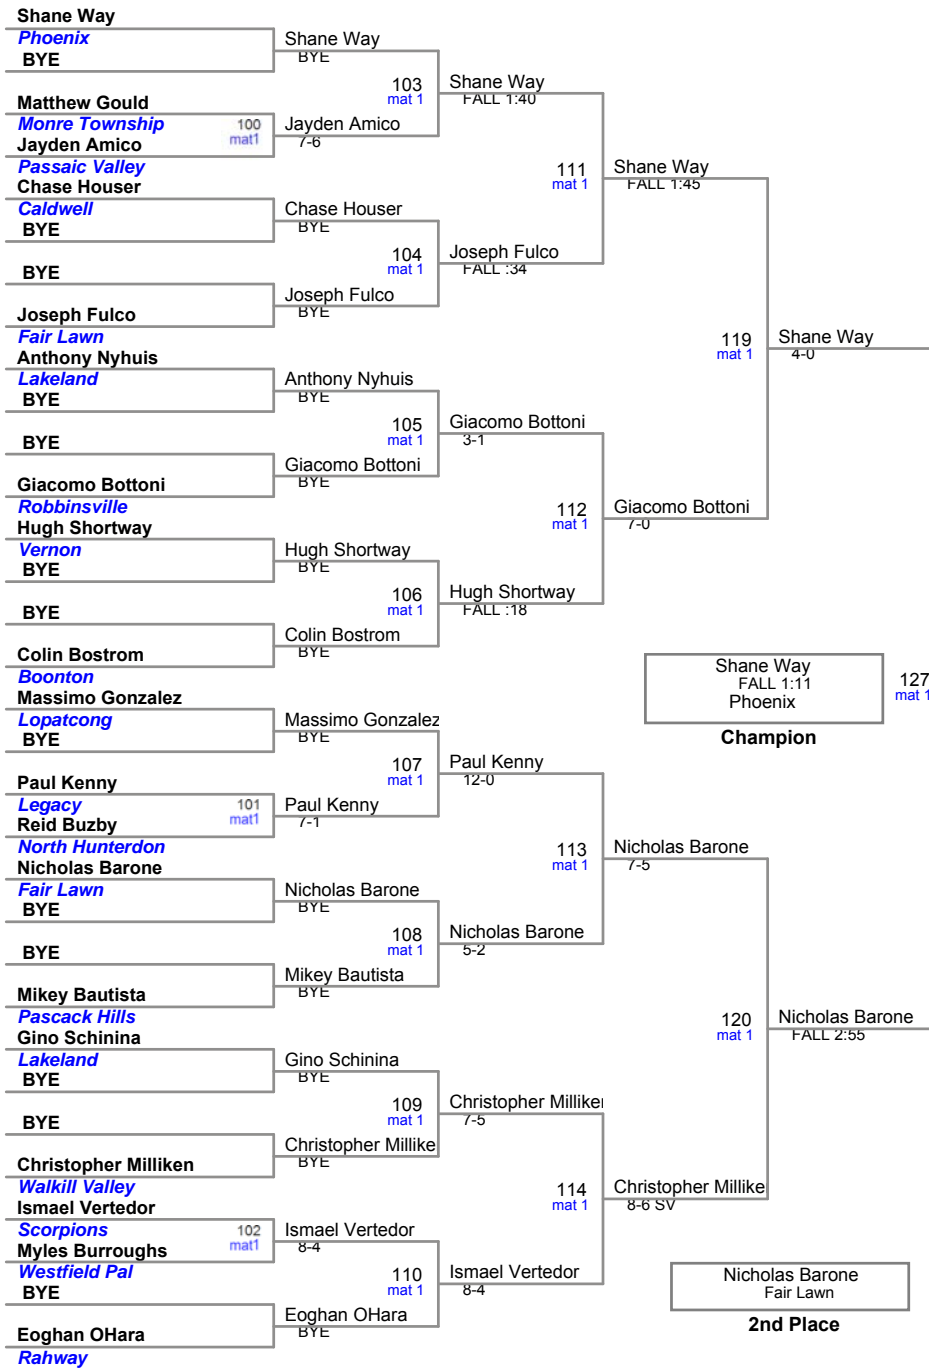 Shane Way
Phoenix
BYE
Matthew Gould
Monre Township
Jayden Amico
Passaic Valley
Chase Houser
Caldwell
BYE
BYE
Joseph Fulco
Fair Lawn
Anthony Nyhuis
Lakeland
BYE
BYE
Giacomo Bottoni
Robbinsville
Hugh Shortway
Vernon
BYE
BYE
Colin Bostrom
Boonton
Massimo Gonzalez
Lopatcong
BYE
Paul Kenny
Legacy
Reid Buzby
North Hunterdon
Nicholas Barone
Fair Lawn
BYE
BYE
Mikey Bautista
Pascack Hills
Gino Schinina
Lakeland
BYE
BYE
Christopher Milliken
Walkill Valley
Ismael Vertedor
Scorpions
Myles Burroughs
Westfield Pal
BYE
Eoghan OHara
Rahway
100
mat1
101
mat1
102
mat1
Shane Way
BYE
Jayden Amico
7-6
Chase Houser
BYE
Joseph Fulco
BYE
Anthony Nyhuis
BYE
Giacomo Bottoni
BYE
Hugh Shortway
BYE
Colin Bostrom
BYE
Massimo Gonzalez
BYE
Paul Kenny
7-1
Nicholas Barone
BYE
Mikey Bautista
BYE
Gino Schinina
BYE
Christopher Millike
BYE
Ismael Vertedor
8-4
Eoghan OHara
BYE
103
mat 1
104
mat 1
105
mat 1
106
mat 1
107
mat 1
108
mat 1
109
mat 1
110
mat 1
Shane Way
FALL 1:40
Joseph Fulco
FALL :34
Giacomo Bottoni
3-1
Hugh Shortway
FALL :18
Paul Kenny
12-0
Nicholas Barone
5-2
Christopher Milliken
7-5
Ismael Vertedor
8-4
111
mat 1
112
mat 1
113
mat 1
114
mat 1
Shane Way
FALL 1:45
Giacomo Bottoni
7-0
Nicholas Barone
7-5
Christopher Millike
8-6 SV
119
mat 1
120
mat 1
Shane Way
4-0
Nicholas Barone
FALL 2:55
Shane Way
FALL 1:11
Phoenix
Champion
127
mat 1
Nicholas Barone
Fair Lawn
2nd Place